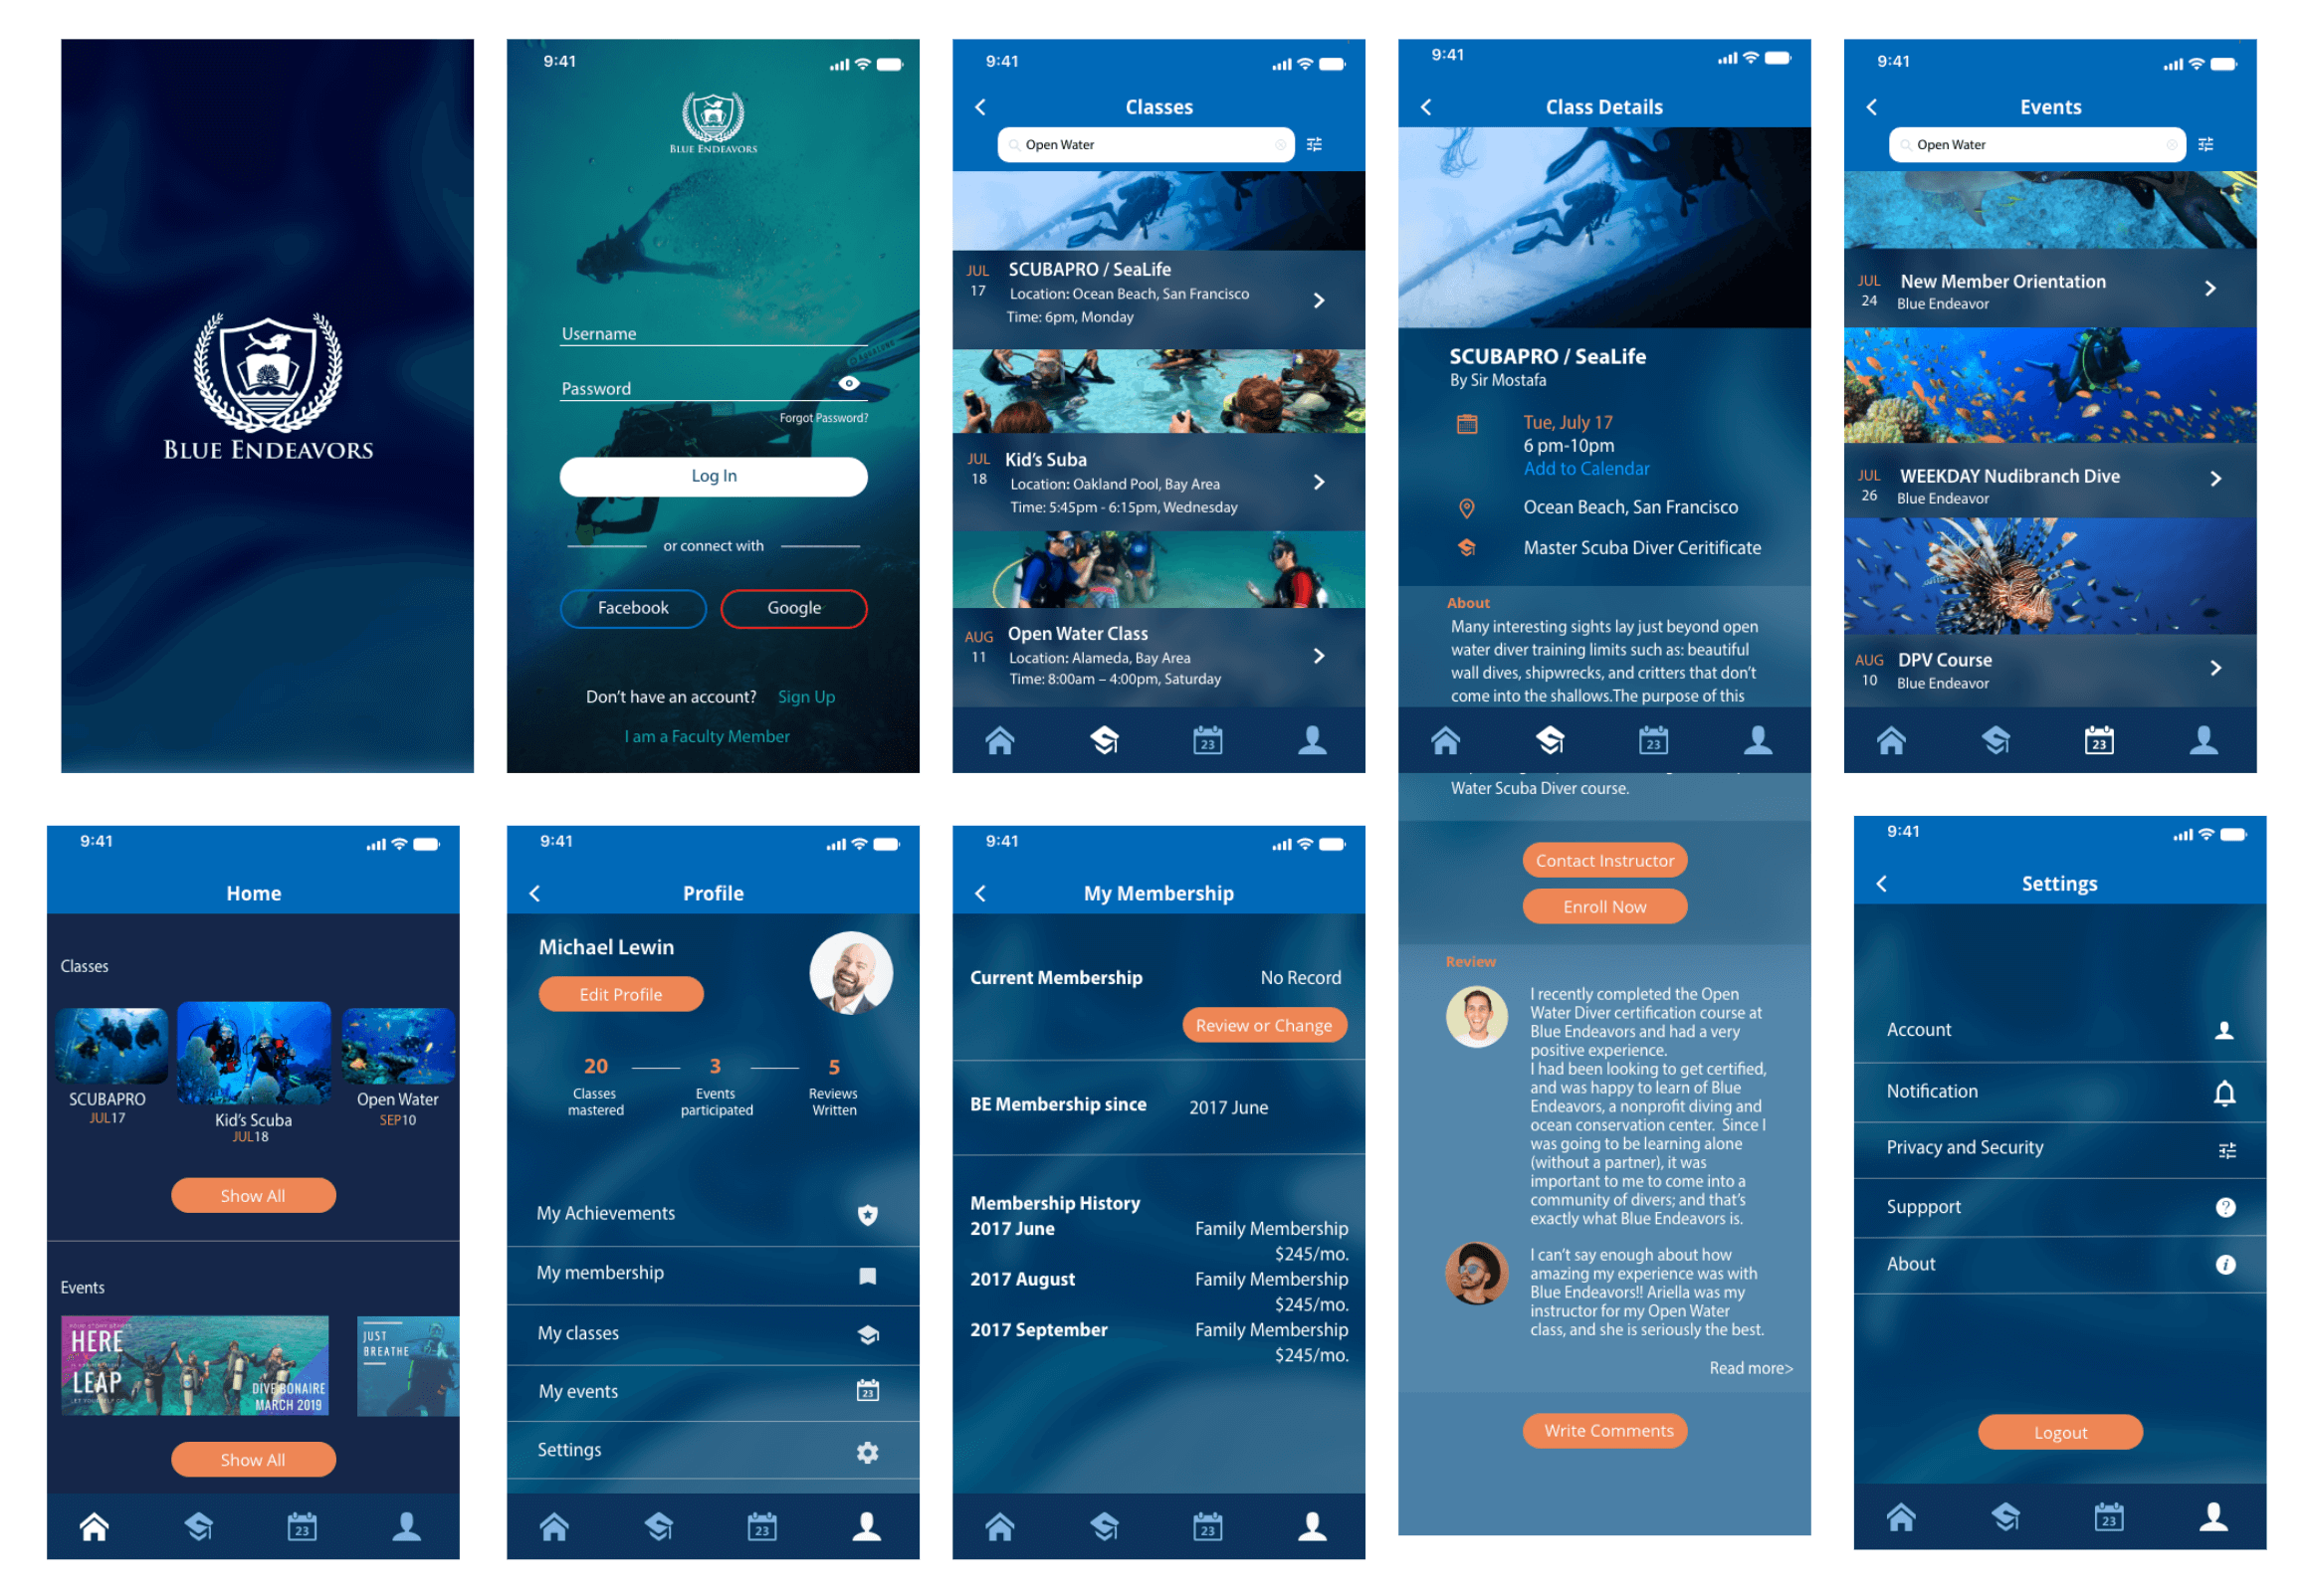 BLUE ENDEAVORS
9:41
BLUE ENDEAVORS
Username
Password
Forgot Password?
Log In
or connect with
Facebook
Google
Don't have an account? Sign Up
I am a Faculty Member
9:41
Classes
Open Water
JUL
17
SCUBAPRO / SeaLife
Location: Ocean Beach, San Francisco
Time: 6pm, Monday
JUL
18
Kid's Suba
Location: Oakland Pool, Bay Area
Time: 5:45pm - 6:15pm, Wednesday
AUG
11
Open Water Class
Location: Alameda, Bay Area
Time: 8:00am – 4:00pm, Saturday
23
9:41
Class Details
SCUBAPRO / SeaLife
By Sir Mostafa
Tue, July 17
6 pm-10pm
Add to Calendar
Ocean Beach, San Francisco
Master Scuba Diver Ceritificate
About
Many interesting sights lay just beyond open
water diver training limits such as: beautiful
wall dives, shipwrecks, and critters that don't
come into the shallows.The purpose of this
23
Water Scuba Diver course.
Contact Instructor
Enroll Now
Review
I recently completed the Open
Water Diver certification course at
Blue Endeavors and had a very
positive experience.
I had been looking to get certified,
and was happy to learn of Blue
Endeavors, a nonprofit diving and
ocean conservation center. Since I
was going to be learning alone
(without a partner), it was
important to me to come into a
community of divers; and that's
exactly what Blue Endeavors is.
I can't say enough about how
amazing my experience was with
Blue Endeavors!! Ariella was my
instructor for my Open Water
class, and she is seriously the best.
Read more>
Write Comments
9:41
Events
Open Water
JUL
24
New Member Orientation
Blue Endeavor
JUL
26
WEEKDAY Nudibranch Dive
Blue Endeavor
AUG
10
DPV Course
Blue Endeavor
23
9:41
Home
Classes
SCUBAPRO
JUL17
Kid's Scuba
JUL18
Open Water
SEP10
Show All
Events
HERE
LEAP
DIVE BONAIRE
MARCH 2019
JUST
BREATHE
Show All
23
9:41
Profile
Michael Lewin
Edit Profile
20
Classes
mastered
3
Events
participated
5
Reviews
Written
My Achievements
My membership
My classes
My events
23
Settings
23
9:41
My Membership
Current Membership No Record
Review or Change
BE Membership since 2017 June
Membership History
2017 June Family Membership
$245/mo.
2017 August Family Membership
$245/mo.
2017 September Family Membership
$245/mo.
23
9:41
Settings
Account
Notification
Privacy and Security
Suppport
About
Logout
23